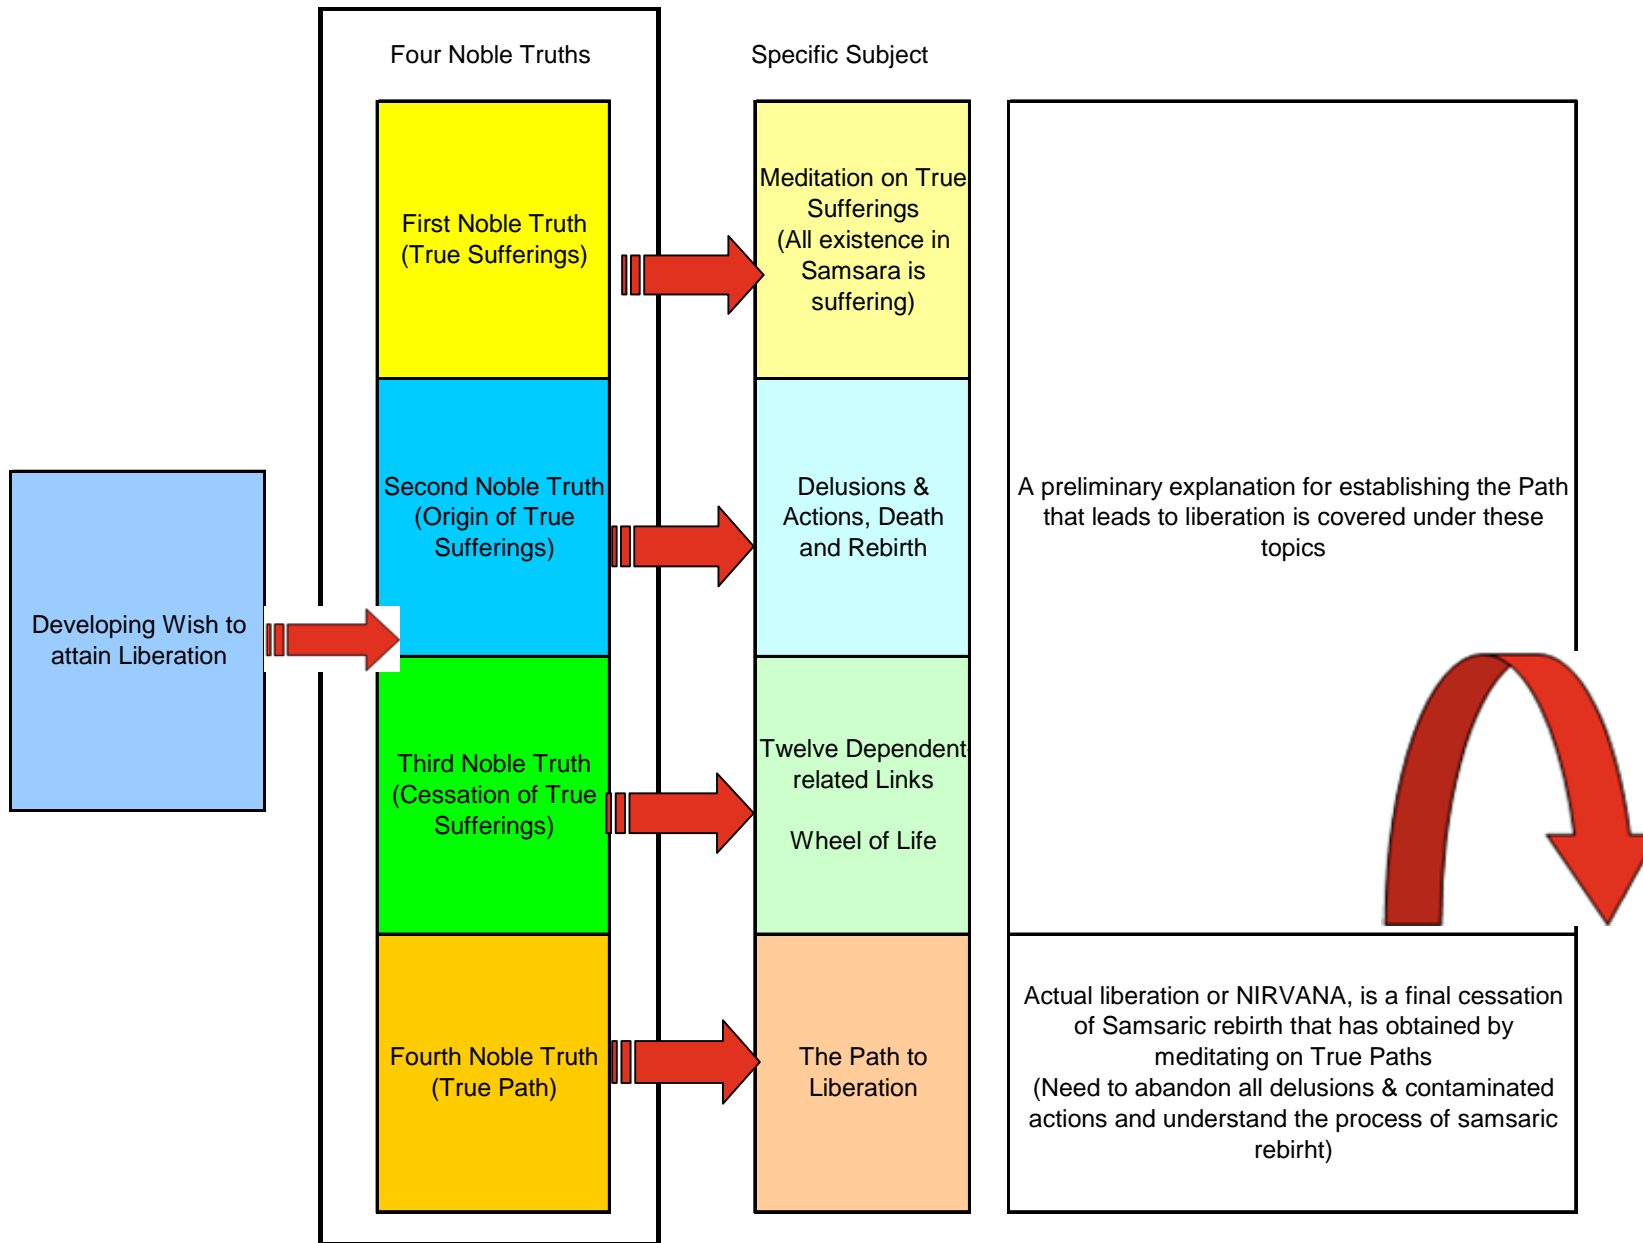 Four Noble Truths
Specific Subject
First Noble Truth
(True Sufferings)
Meditation on True
Sufferings
(All existence in
Samsara is
suffering)
Developing Wish to
attain Liberation
Second Noble Truth
(Origin of True
Sufferings)
Delusions &
Actions, Death
and Rebirth
A preliminary explanation for establishing the Path
that leads to liberation is covered under these
topics
Third Noble Truth
(Cessation of True
Sufferings)
Twelve Dependent
related Links
Wheel of Life
Fourth Noble Truth
(True Path)
The Path to
Liberation
Actual liberation or NIRVANA, is a final cessation
of Samsaric rebirth that has obtained by
meditating on True Paths
(Need to abandon all delusions & contaminated
actions and understand the process of samsaric
rebirht)